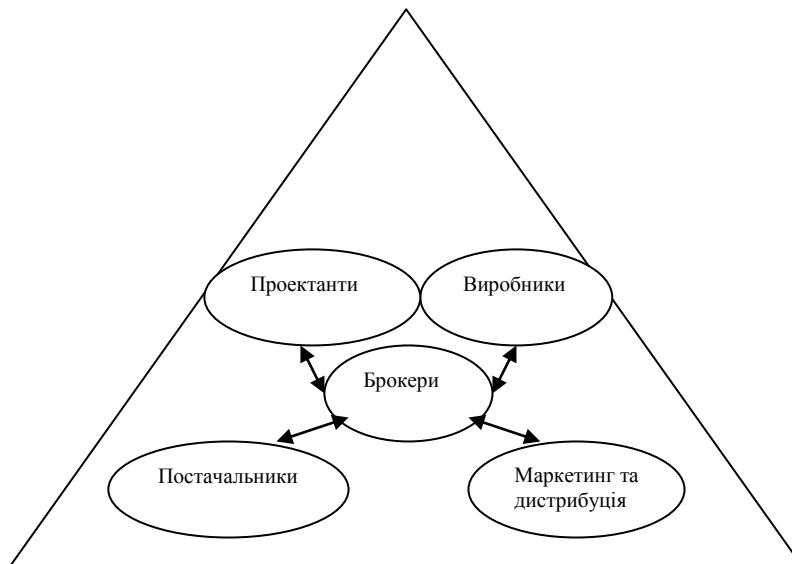 Проектанти
Виробники
Брокери
Постачальники
Маркетинг та
дистрибуція